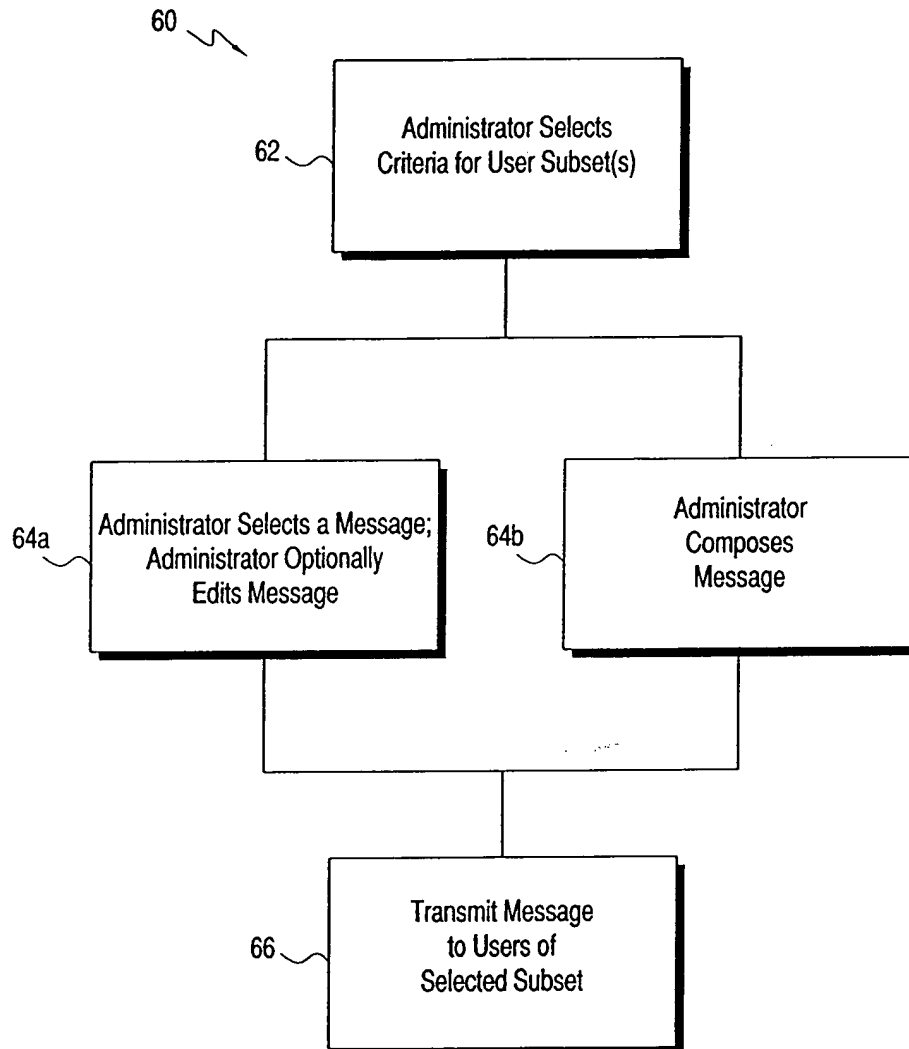 60
62
Administrator Selects
Criteria for User Subset(s)
64a
Administrator Selects a Message;
Administrator Optionally
Edits Message
64b
Administrator
Composes
Message
66
Transmit Message
to Users of
Selected Subset